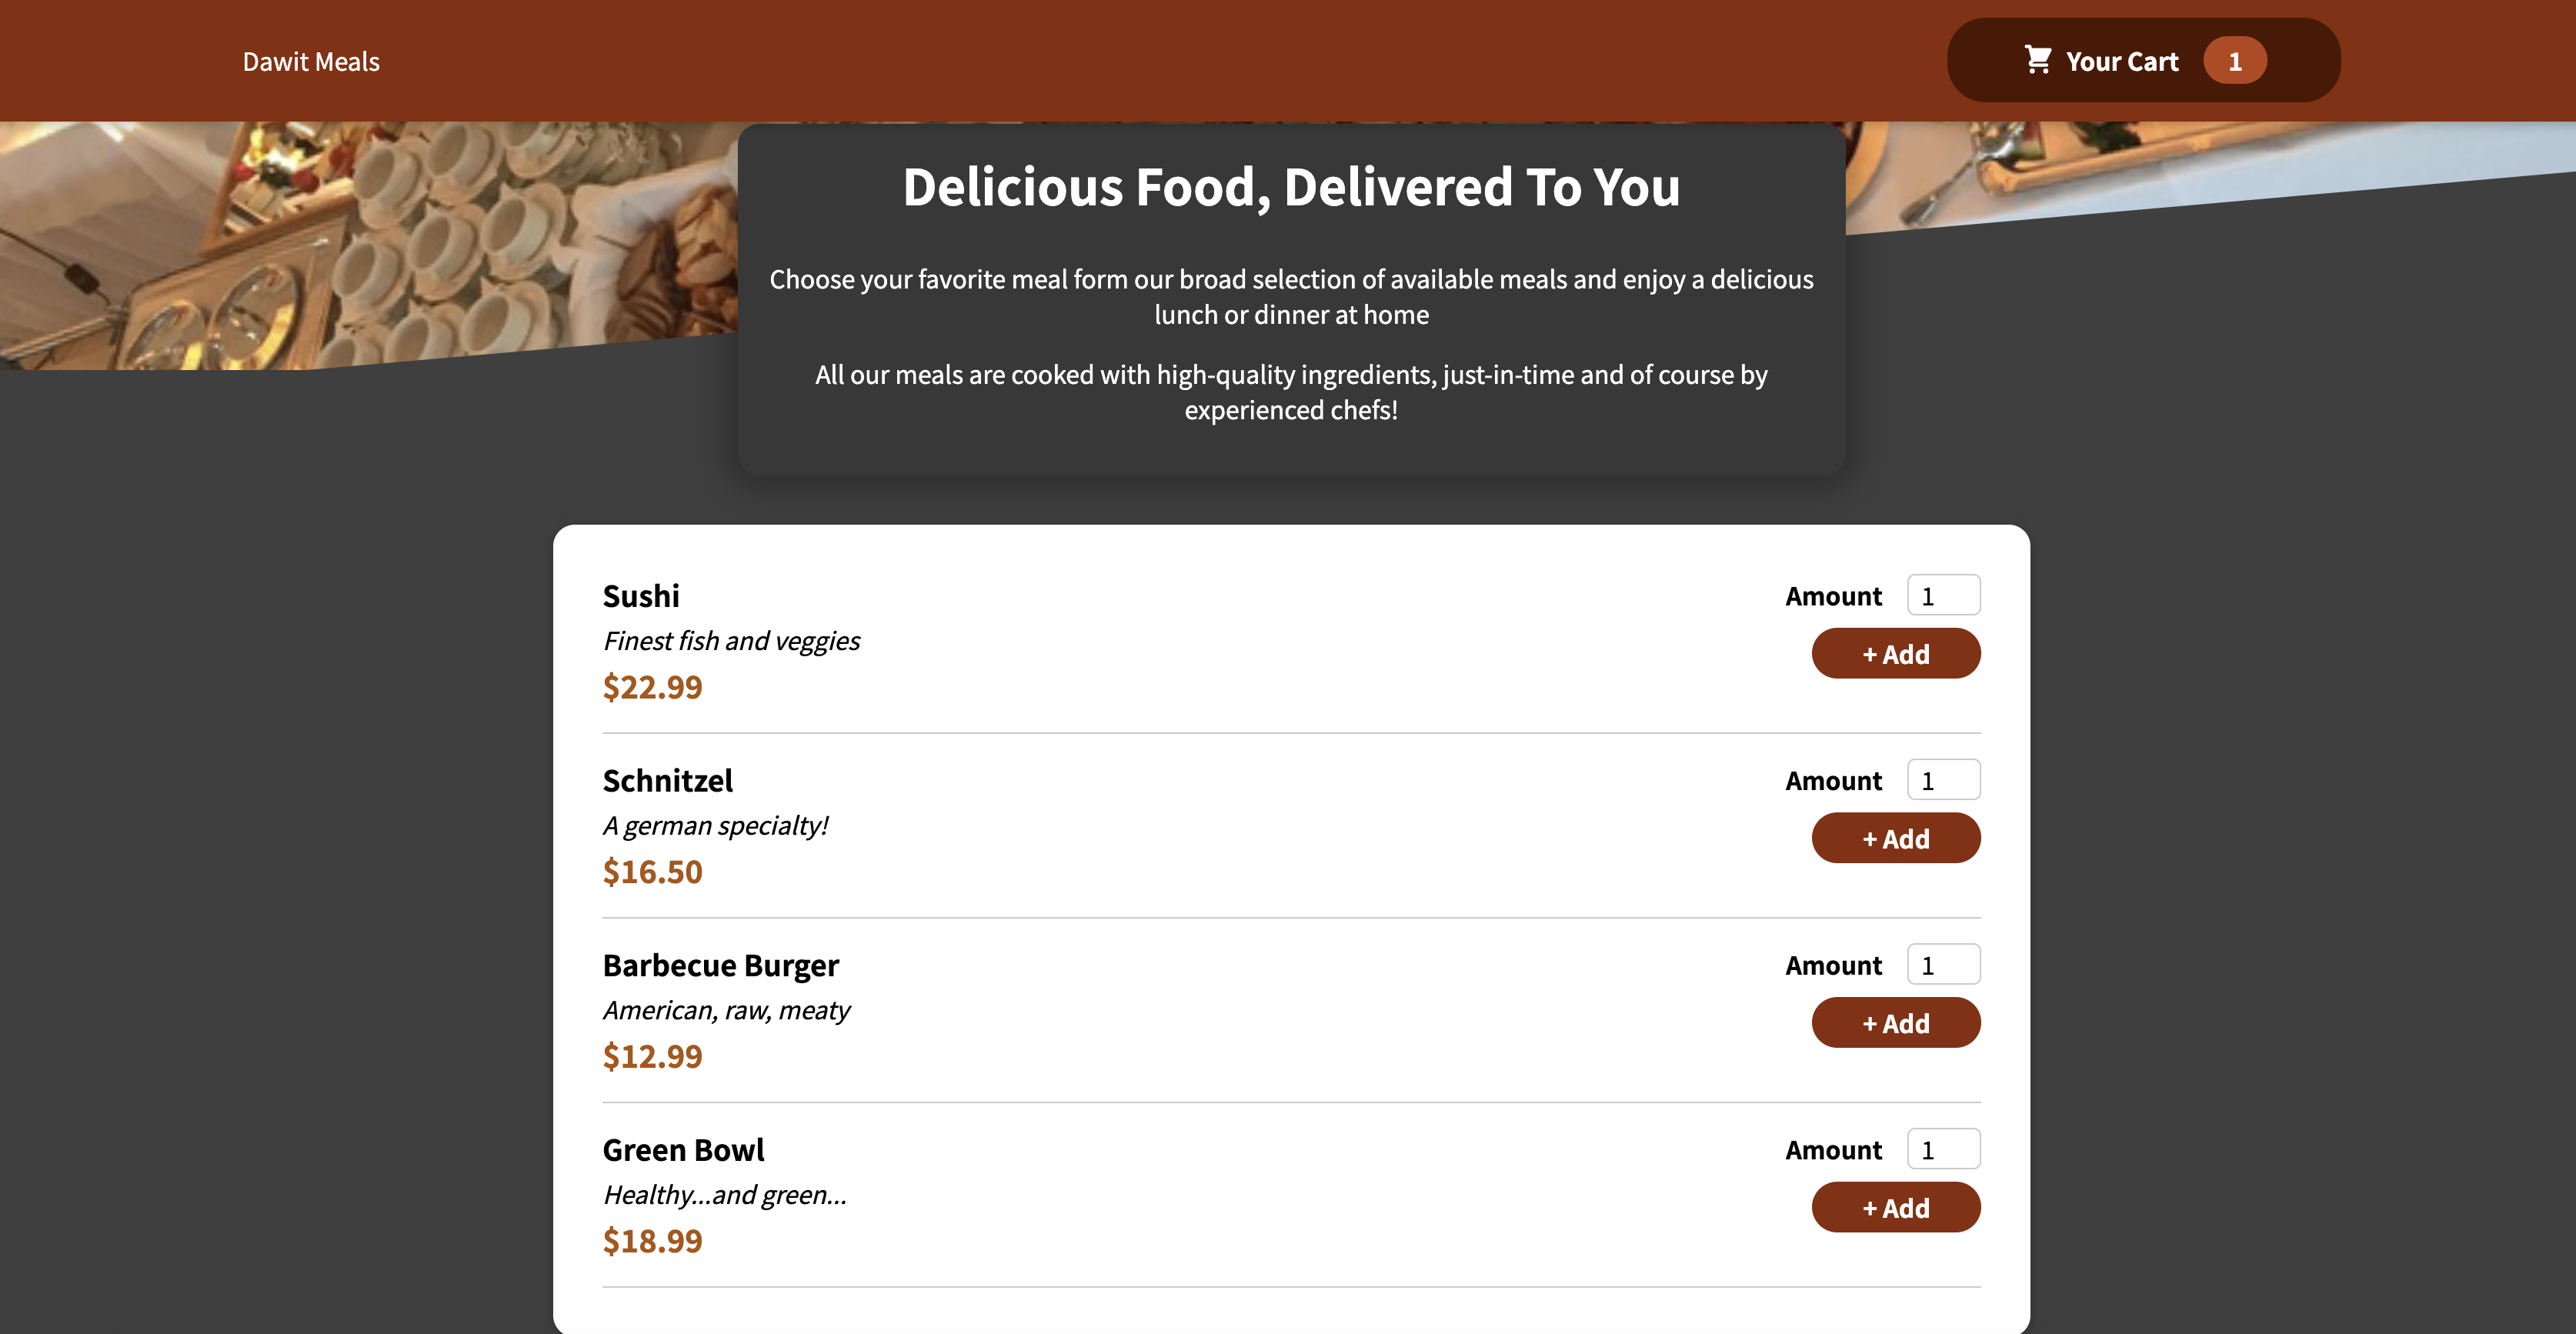 Dawit Meals
Your Cart 1
Delicious Food, Delivered To You
Choose your favorite meal form our broad selection of available meals and enjoy a delicious
lunch or dinner at home
All our meals are cooked with high-quality ingredients, just-in-time and of course by
experienced chefs!
Sushi
Finest fish and veggies
$22.99
Amount 1
+ Add
Schnitzel
A german specialty!
$16.50
Amount 1
+ Add
Barbecue Burger
American, raw, meaty
$12.99
Amount 1
+ Add
Green Bowl
Healthy...and green...
$18.99
Amount 1
+ Add